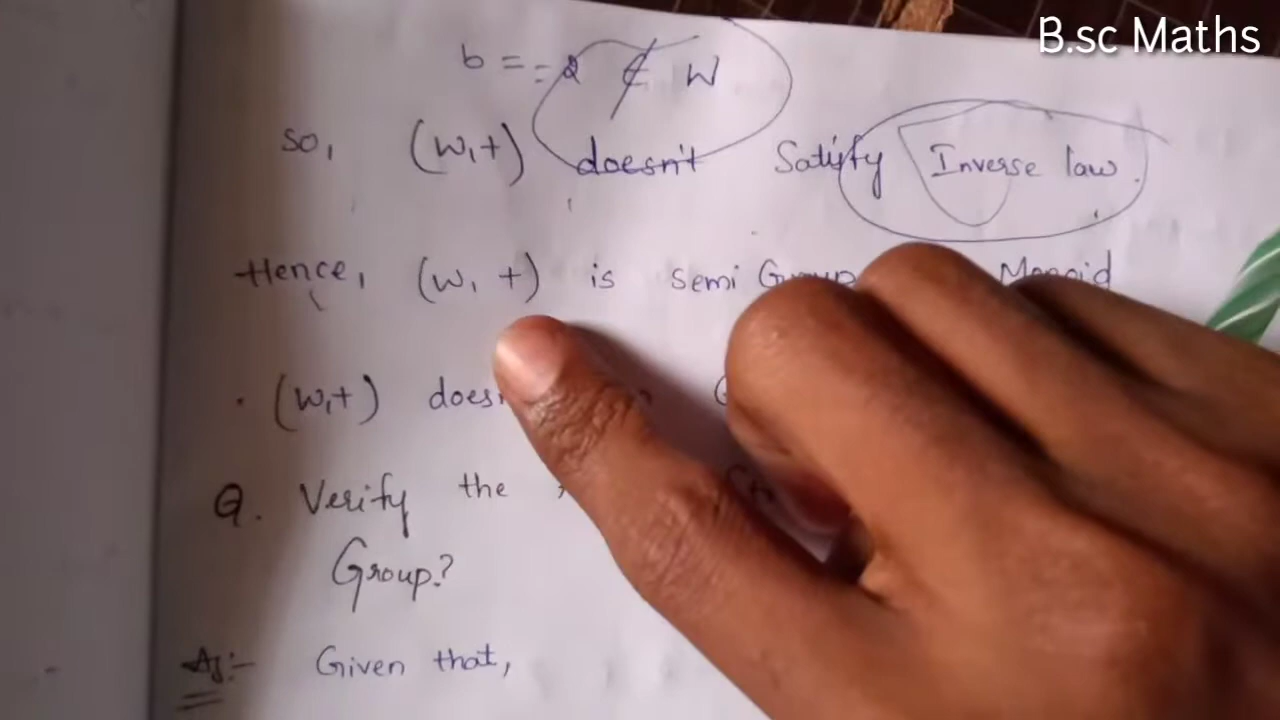 B.sc Maths
b = -2 ∉ W
so, (W,+) doesn't Satisfy Inverse law.
Hence, (W, +) is semi Group Monoid
• (W,+) does
Q. Verify the
Group.?
Given that,